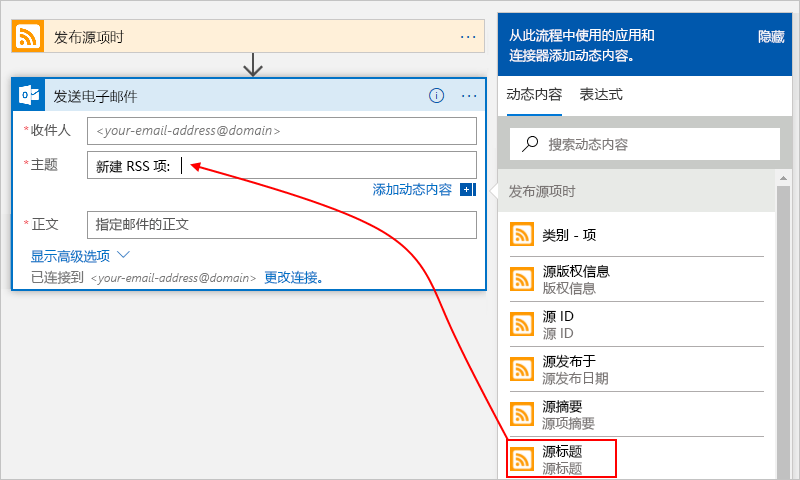 发布源项时
发送电子邮件
*收件人
<your-email-address@domain>
*主题
新建 RSS 项:
添加动态内容
*正文
指定邮件的正文
显示高级选项
已连接到 <your-email-address@domain> 更改连接。
从此流程中使用的应用和
连接器添加动态内容。
隐藏
动态内容 表达式
搜索动态内容
发布源项时
类别 - 项
源版权信息
版权信息
源 ID
源 ID
源发布于
源发布日期
源摘要
源项摘要
源标题
源标题